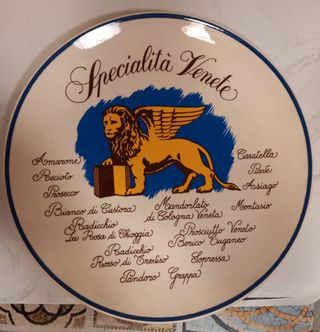 Specialità Venete
Amarone
Recioto
Prosecco
Bianco di Custoza
Radicchio
La Rosa di Chioggia
Radicchio
Rosso di Treviso
Pandoro
Grappa
Mandorlato
di Cologna Veneta
Prosciutto Veneto
Berico Euganeo
Sopressa
Casatella
Piave
Asiago
Montasio